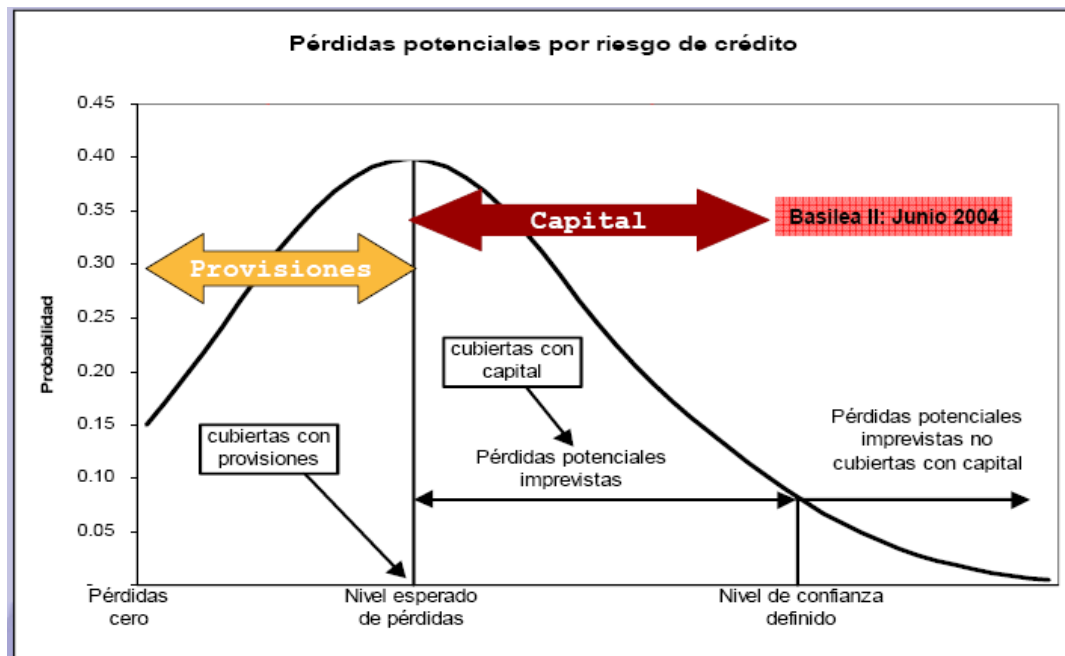 Pérdidas potenciales por riesgo de crédito
Probabilidad
0.45
0.40
0.35
0.30
0.25
0.20
0.15
0.10
0.05
-
Capital
Basilea II: Junio 2004
Provisiones
cubiertas con
capital
cubiertas con
provisiones
Pérdidas potenciales
imprevistas
Pérdidas potenciales
imprevistas no
cubiertas con capital
Pérdidas
cero
Nivel esperado
de pérdidas
Nivel de confianza
definido